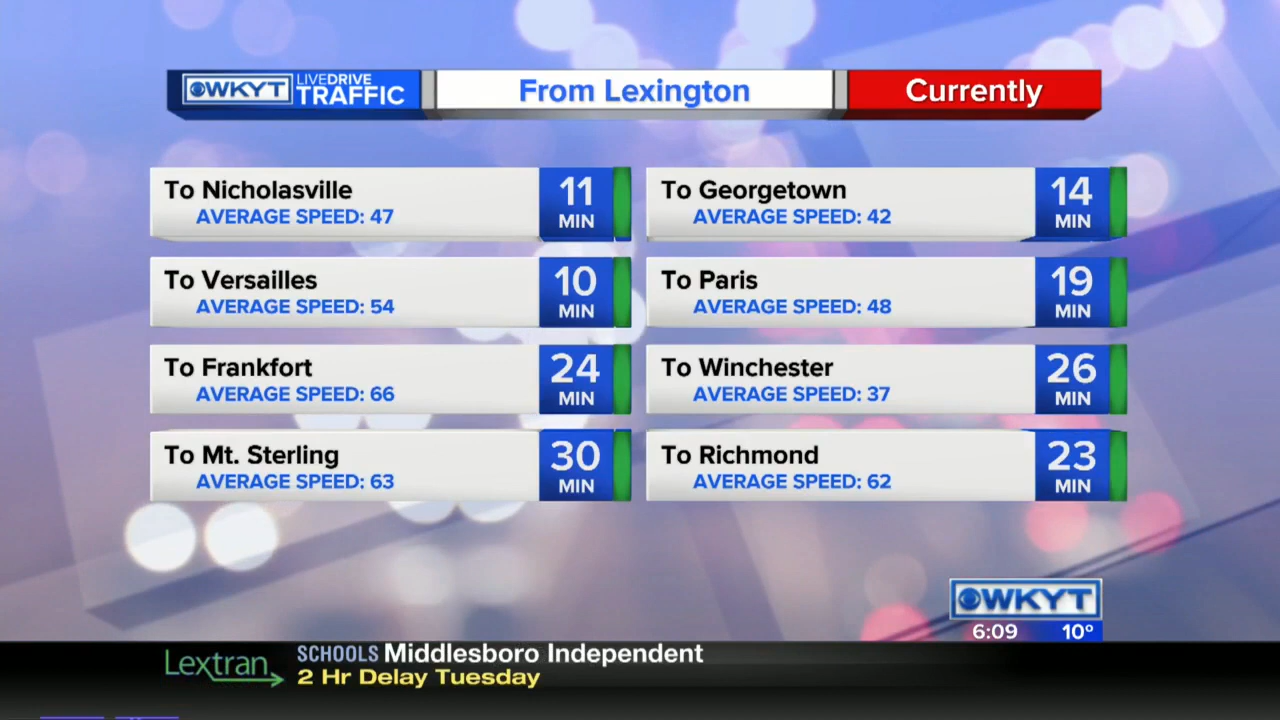 WKYT LIVEDRIVE TRAFFIC
From Lexington
Currently
To Nicholasville
AVERAGE SPEED: 47
11 MIN
To Georgetown
AVERAGE SPEED: 42
14 MIN
To Versailles
AVERAGE SPEED: 54
10 MIN
To Paris
AVERAGE SPEED: 48
19 MIN
To Frankfort
AVERAGE SPEED: 66
24 MIN
To Winchester
AVERAGE SPEED: 37
26 MIN
To Mt. Sterling
AVERAGE SPEED: 63
30 MIN
To Richmond
AVERAGE SPEED: 62
23 MIN
WKYT
6:09 10°
Lextran
SCHOOLS Middlesboro Independent
2 Hr Delay Tuesday